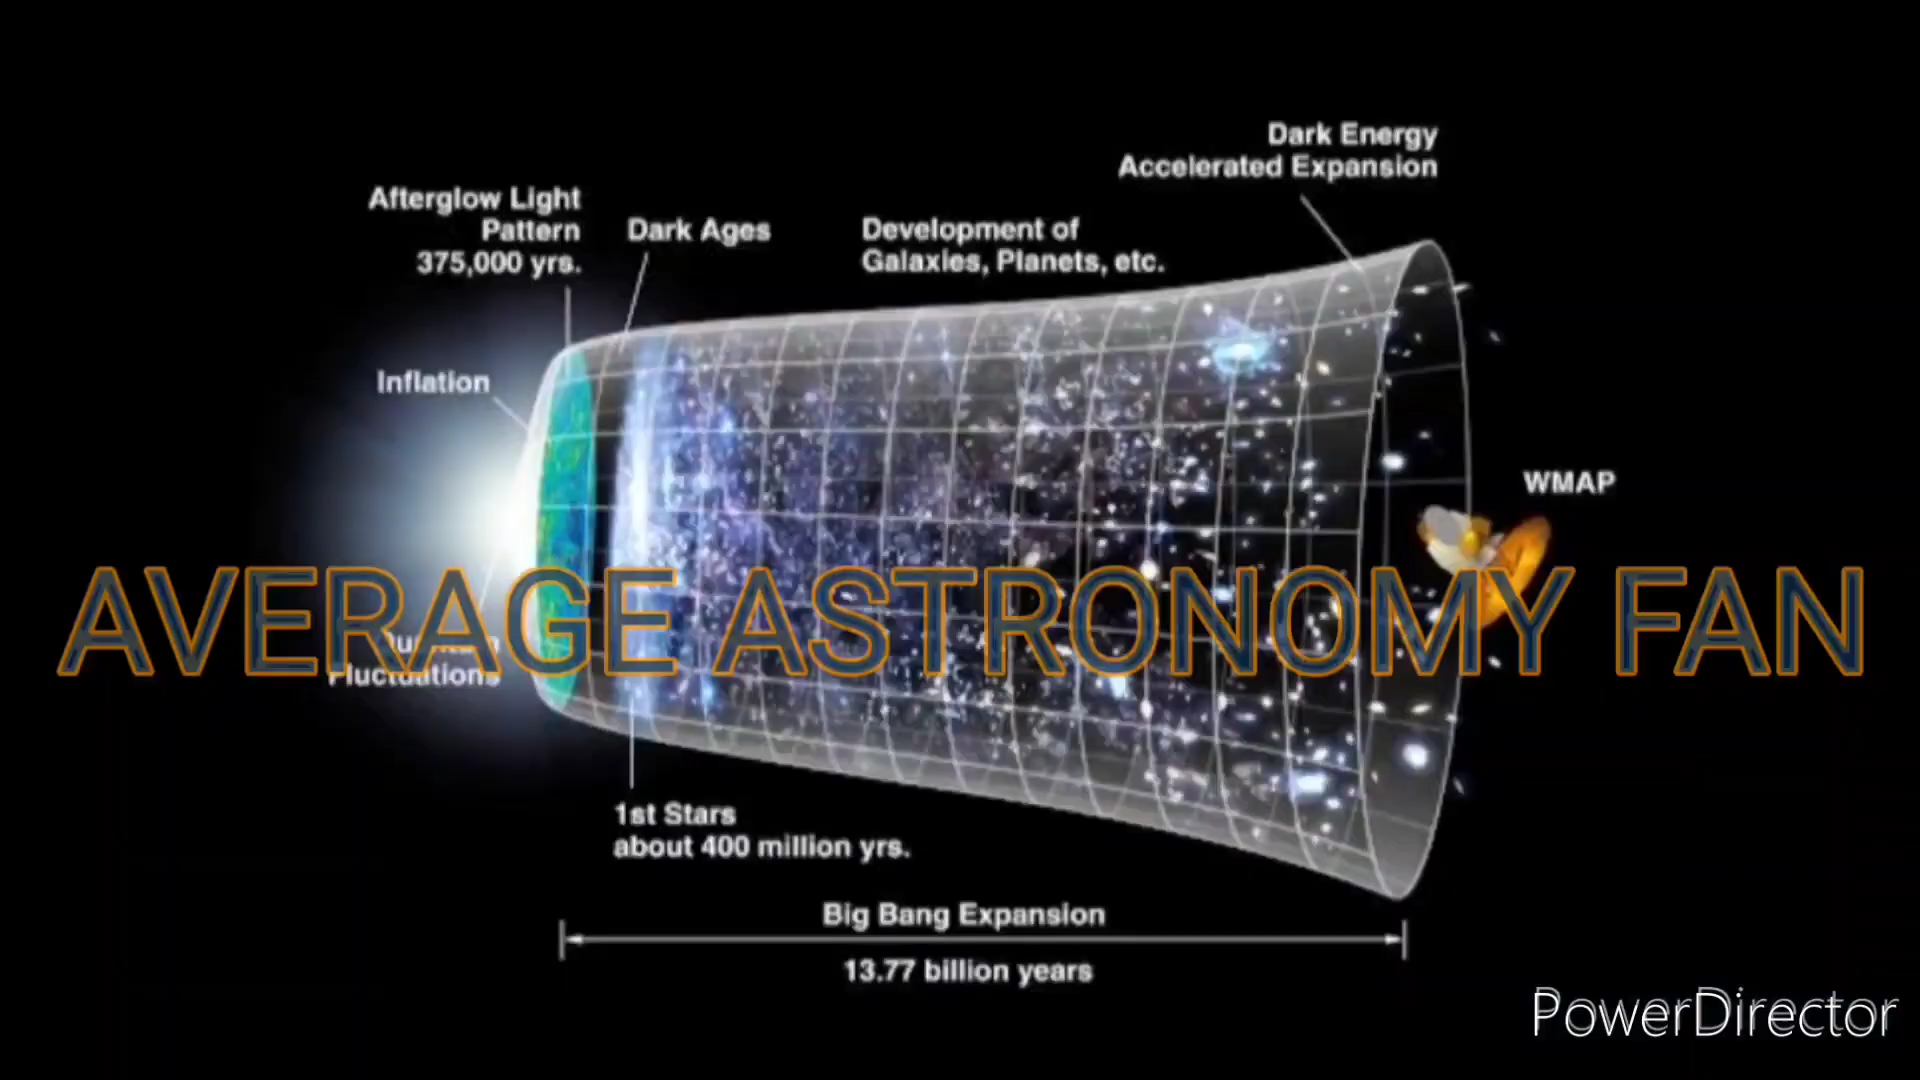 Dark Energy
Accelerated Expansion
Afterglow Light
Pattern
375,000 yrs.
Dark Ages
Development of
Galaxies, Planets, etc.
Inflation
WMAP
AVERAGE ASTRONOMY FAN
Fluctuations
1st Stars
about 400 million yrs.
Big Bang Expansion
13.77 billion years
PowerDirector